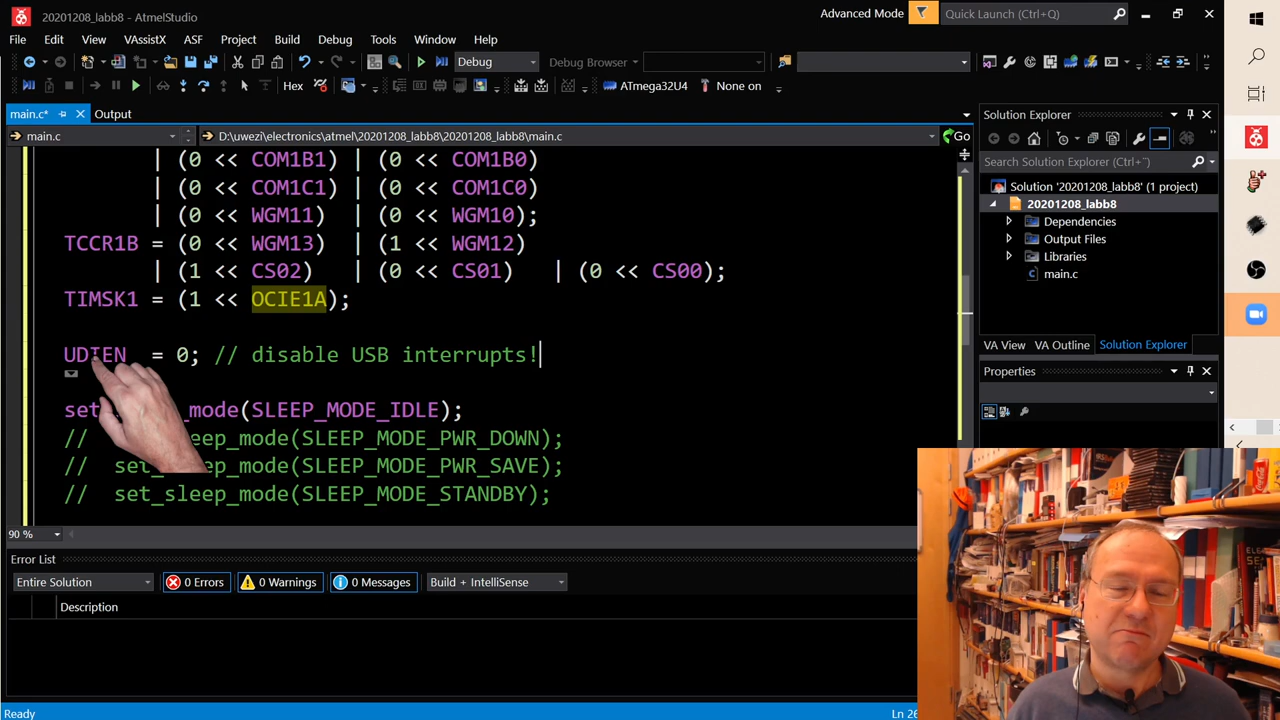 20201208_labb8 - AtmelStudio
Advanced Mode
Quick Launch (Ctrl+Q)
File Edit View VAssistX ASF Project Build Debug Tools Window Help
Debug
Debug Browser
Hex
ATmega32U4
None on
main.c*
Output
main.c
D:\uwezi\electronics\atmel\20201208_labb8\20201208_labb8\main.c
Go
| (0 << COM1B1) | (0 << COM1B0)
| (0 << COM1C1) | (0 << COM1C0)
| (0 << WGM11) | (0 << WGM10);
TCCR1B = (0 << WGM13) | (1 << WGM12)
| (1 << CS02) | (0 << CS01) | (0 << CS00);
TIMSK1 = (1 << OCIE1A);
UDIEN = 0; // disable USB interrupts!
set mode(SLEEP_MODE_IDLE);
// leep_mode(SLEEP_MODE_PWR_DOWN);
// set_sleep_mode(SLEEP_MODE_PWR_SAVE);
// set_sleep_mode(SLEEP_MODE_STANDBY);
90 %
Error List
Entire Solution
0 Errors
0 Warnings
0 Messages
Build + IntelliSense
Description
Solution Explorer
Search Solution Explorer (Ctrl+¨)
Solution '20201208_labb8' (1 project)
20201208_labb8
Dependencies
Output Files
Libraries
main.c
VA View
VA Outline
Solution Explorer
Properties
Ready
Ln 26